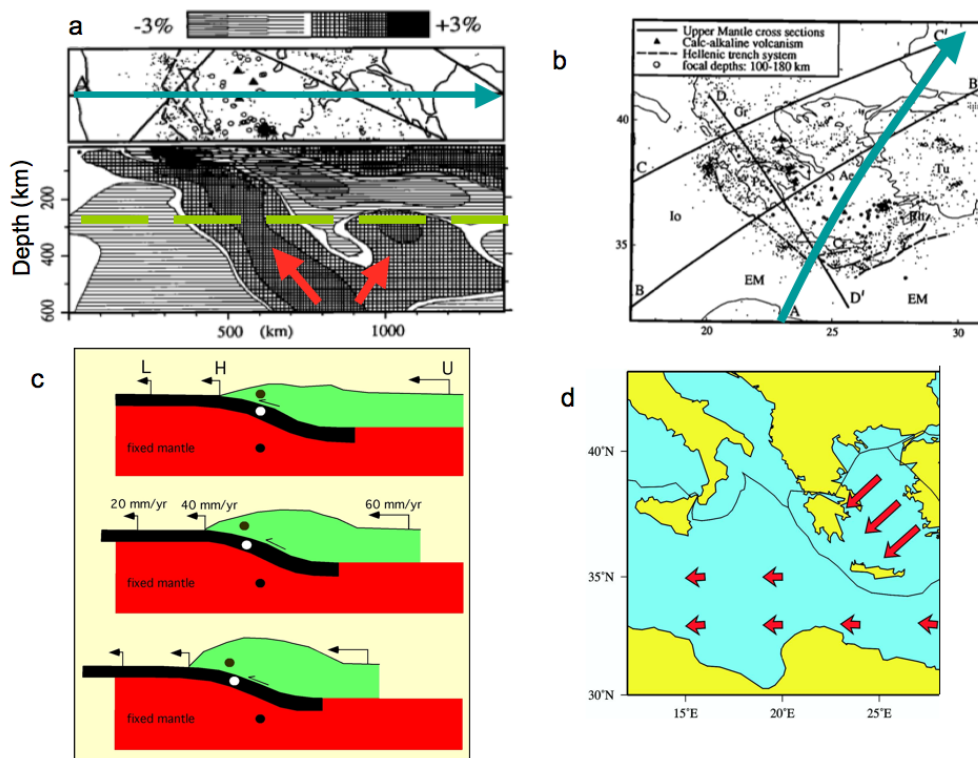 a
-3%
+3%
A
Depth (km)
200
400
600
500
(km)
1000
b
Upper Mantle cross sections
Calc-alkaline volcanism
Hellenic trench system
focal depths: 100-180 km
C'
B
D
Gr
40
C
Ae
Tu
Pe
Io
Rh
35
EM
B
D'
EM
A
17
20
25
30
c
L
H
U
fixed mantle
20 mm/yr
40 mm/yr
60 mm/yr
fixed mantle
fixed mantle
d
40°N
35°N
30°N
15°E
20°E
25°E